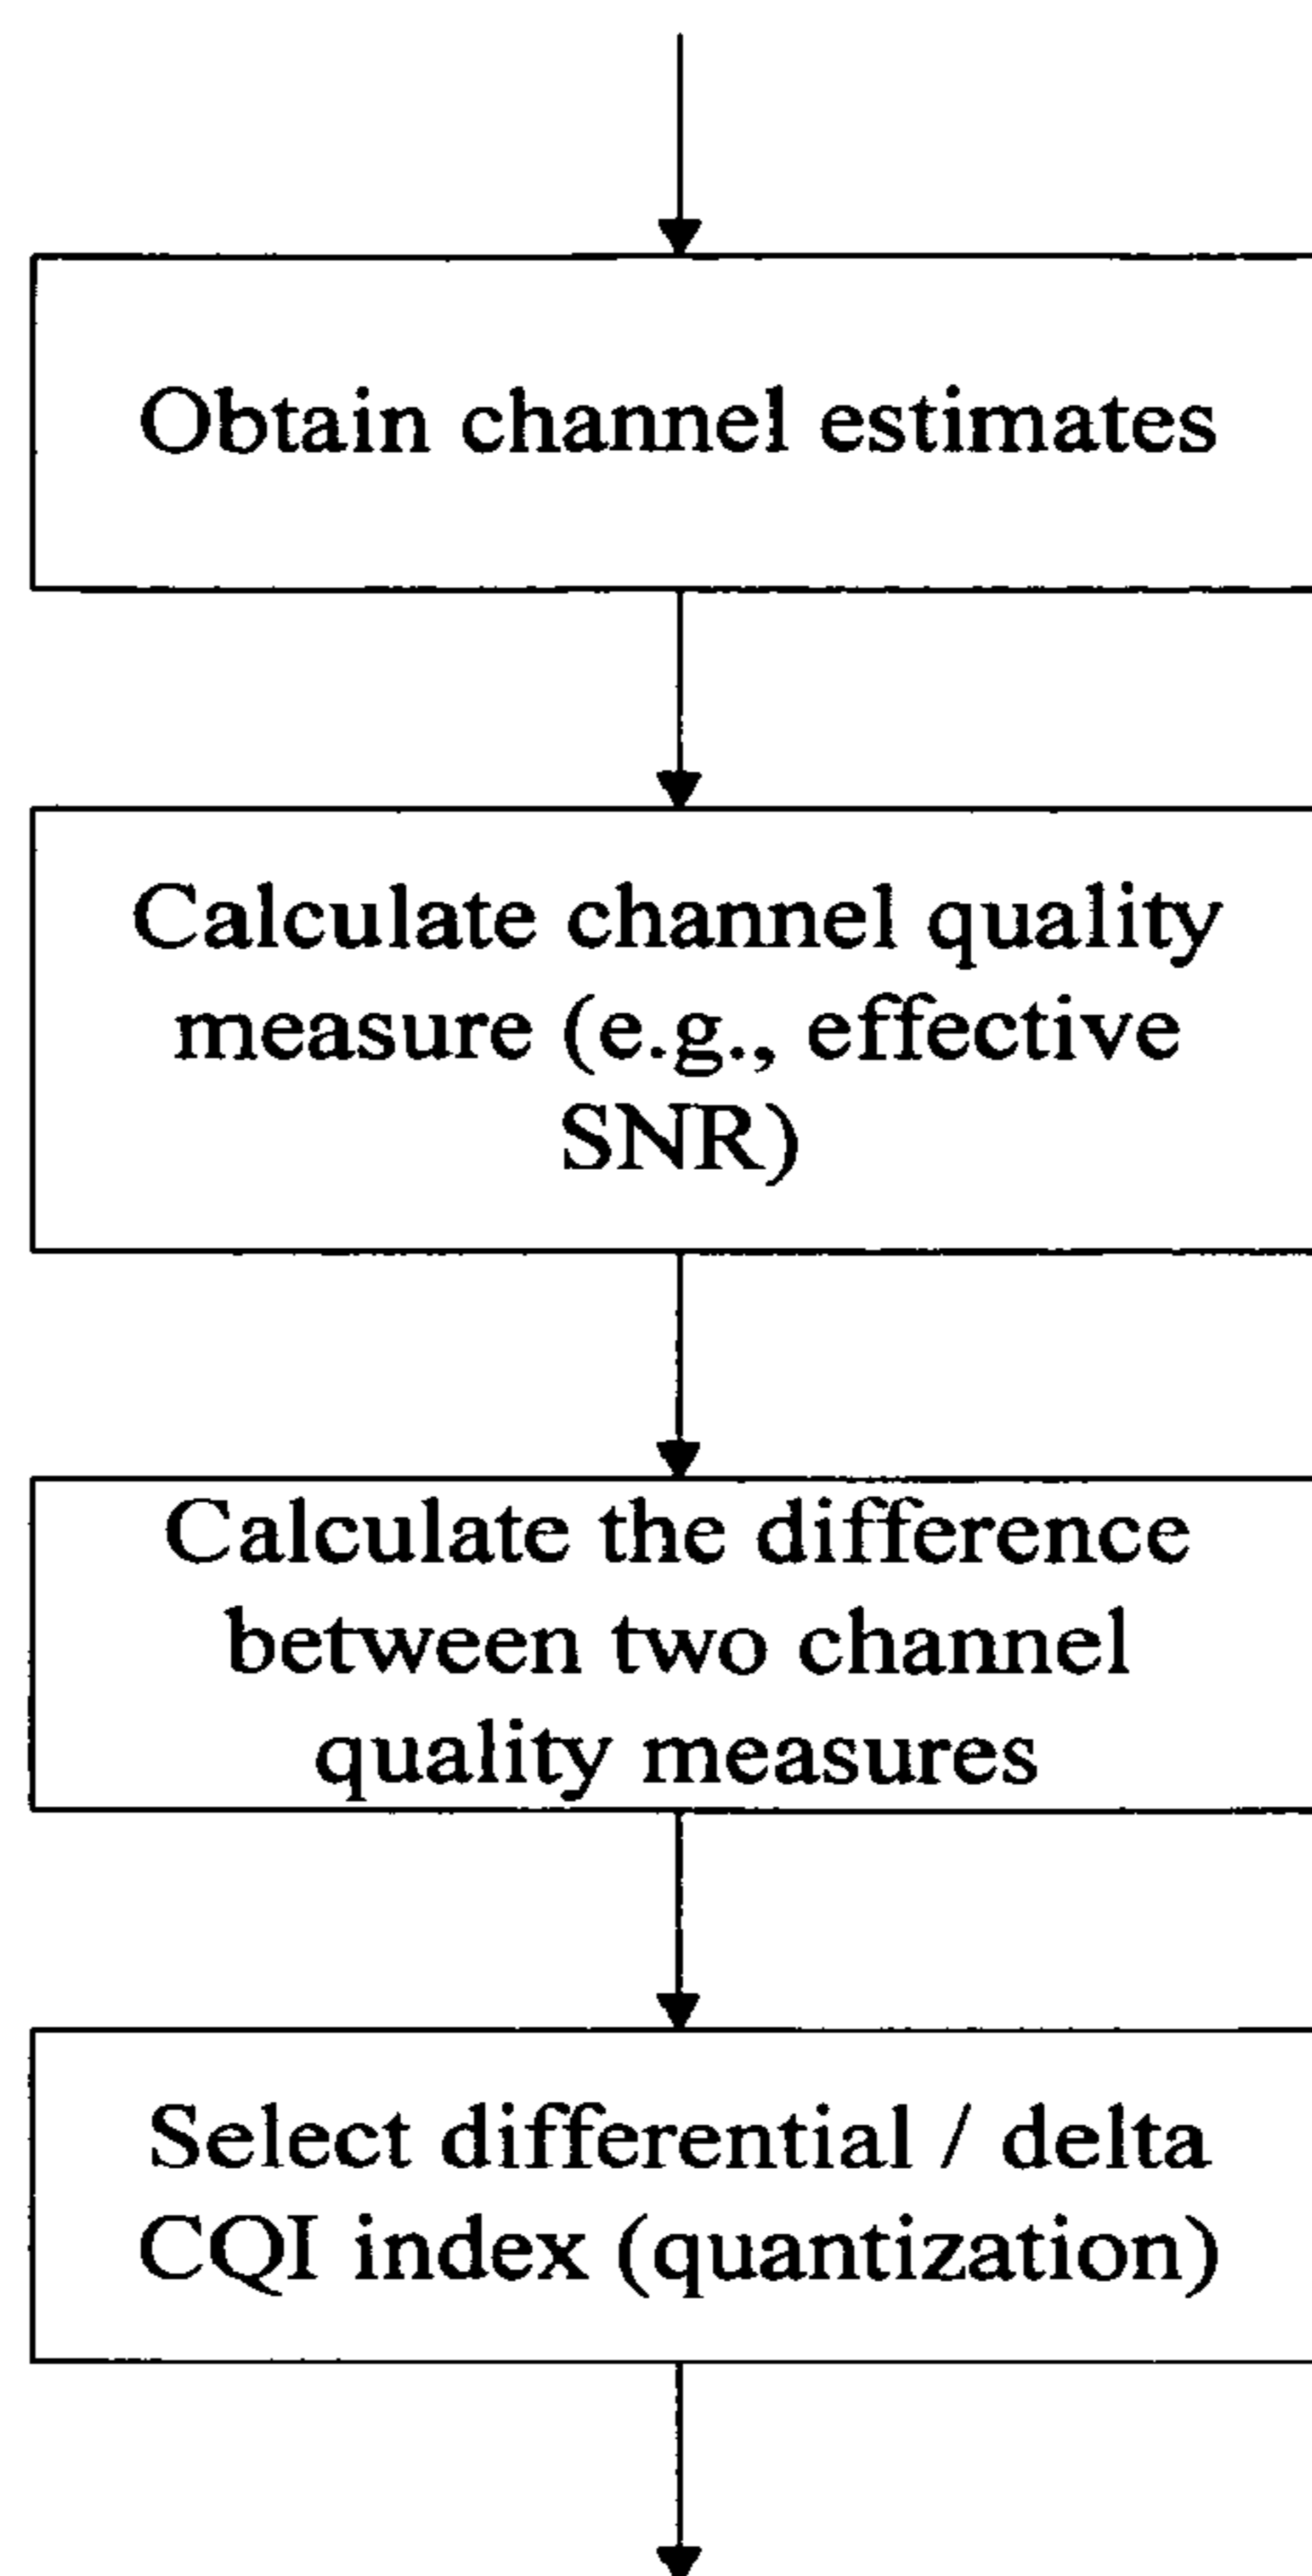 Obtain channel estimates
Calculate channel quality
measure (e.g., effective
SNR)
Calculate the difference
between two channel
quality measures
Select differential / delta
CQI index (quantization)